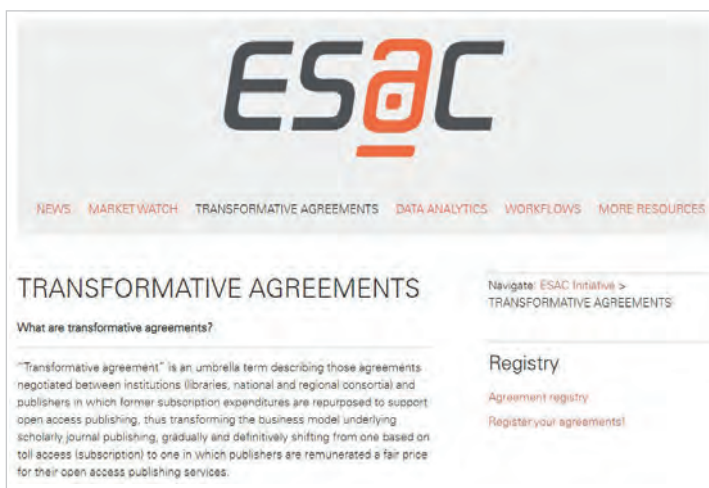 ESAC
NEWS MARKET WATCH TRANSFORMATIVE AGREEMENTS DATA ANALYTICS WORKFLOWS MORE RESOURCES
TRANSFORMATIVE AGREEMENTS
What are transformative agreements?
"Transformative agreement" is an umbrella term describing those agreements
negotiated between institutions (libraries, national and regional consortia) and
publishers in which former subscription expenditures are repurposed to support
open access publishing, thus transforming the business model underlying
scholarly journal publishing, gradually and definitively shifting from one based on
toll access (subscription) to one in which publishers are remunerated a fair price
for their open access publishing services.
Navigate: ESAC Initiative >
TRANSFORMATIVE AGREEMENTS
Registry
Agreement registry
Register your agreements!